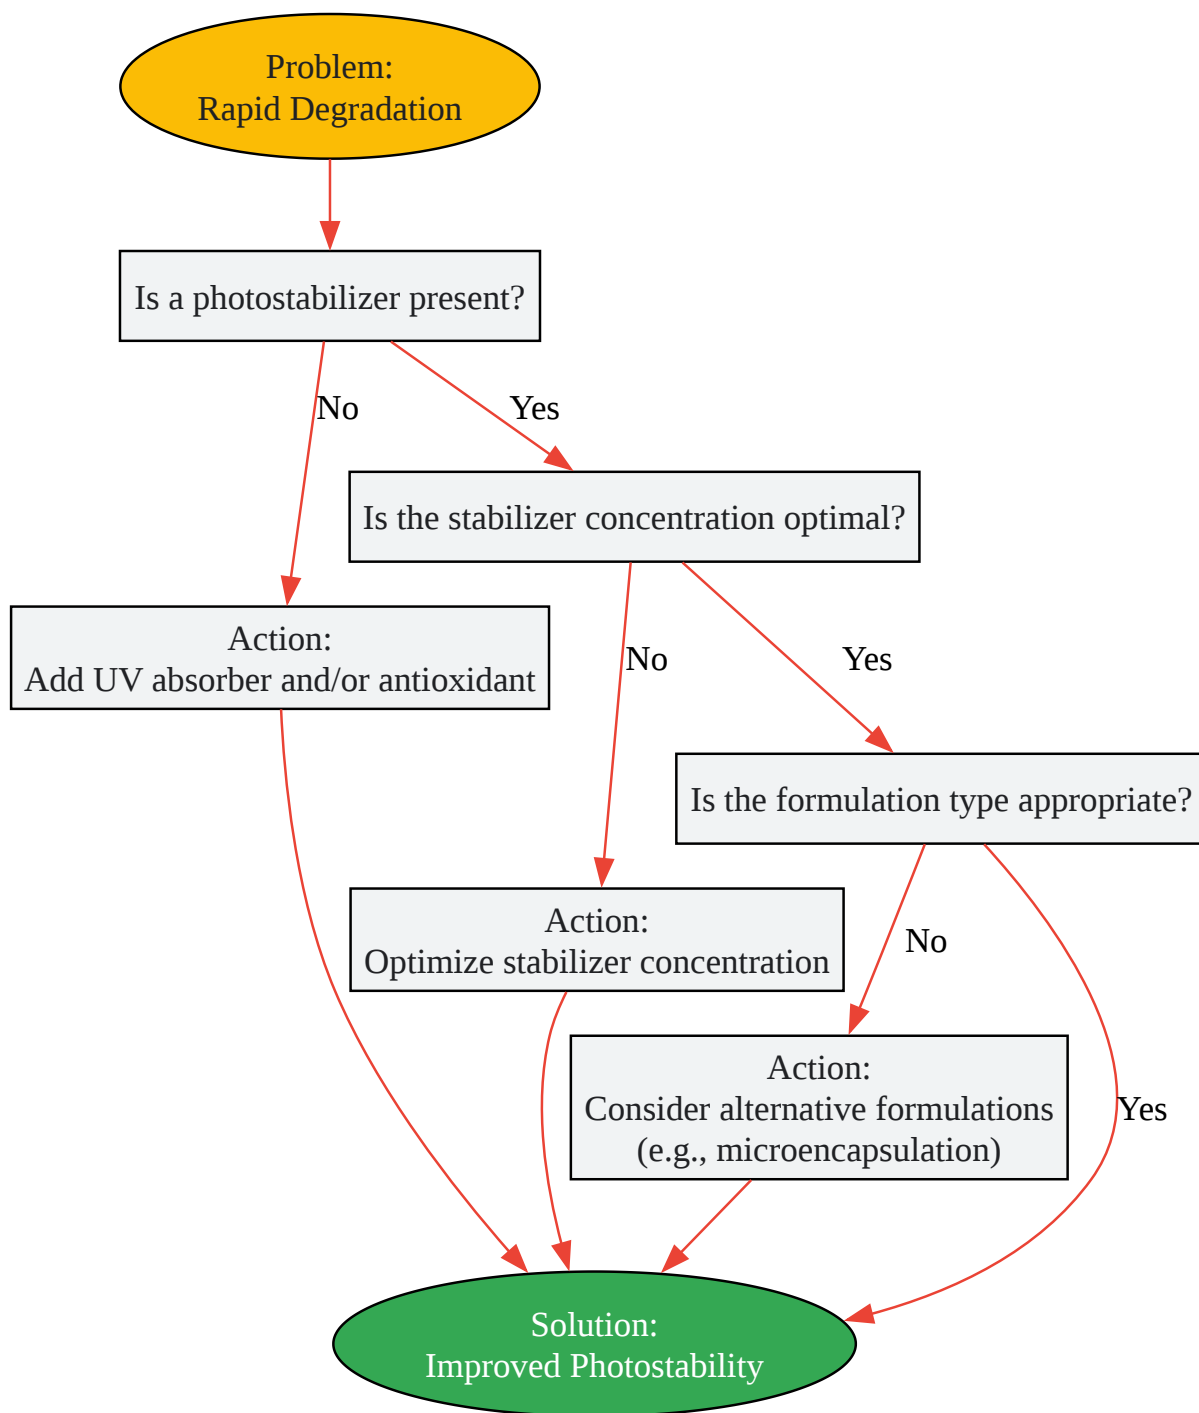 Problem:
Rapid Degradation
Is a photostabilizer present?
No
Yes
Is the stabilizer concentration optimal?
Action:
Add UV absorber and/or antioxidant
No
Yes
Is the formulation type appropriate?
Action:
Optimize stabilizer concentration
No
Action:
Consider alternative formulations
(e.g., microencapsulation)
Yes
Solution:
Improved Photostability